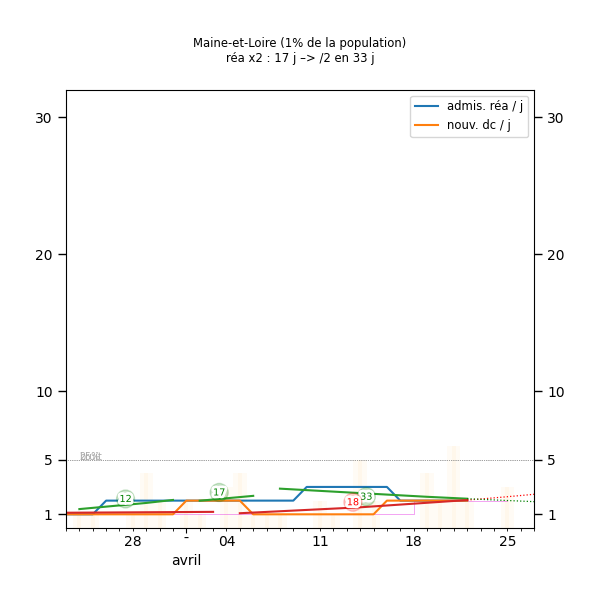 Maine-et-Loire (1% de la population)
réa x2 : 17 j –> /2 en 33 j
admis. réa / j
nouv. dc / j
30 30
20 20
10 10
5 5
1 1
12 17 33 18
28 - 04 11 18 25
avril